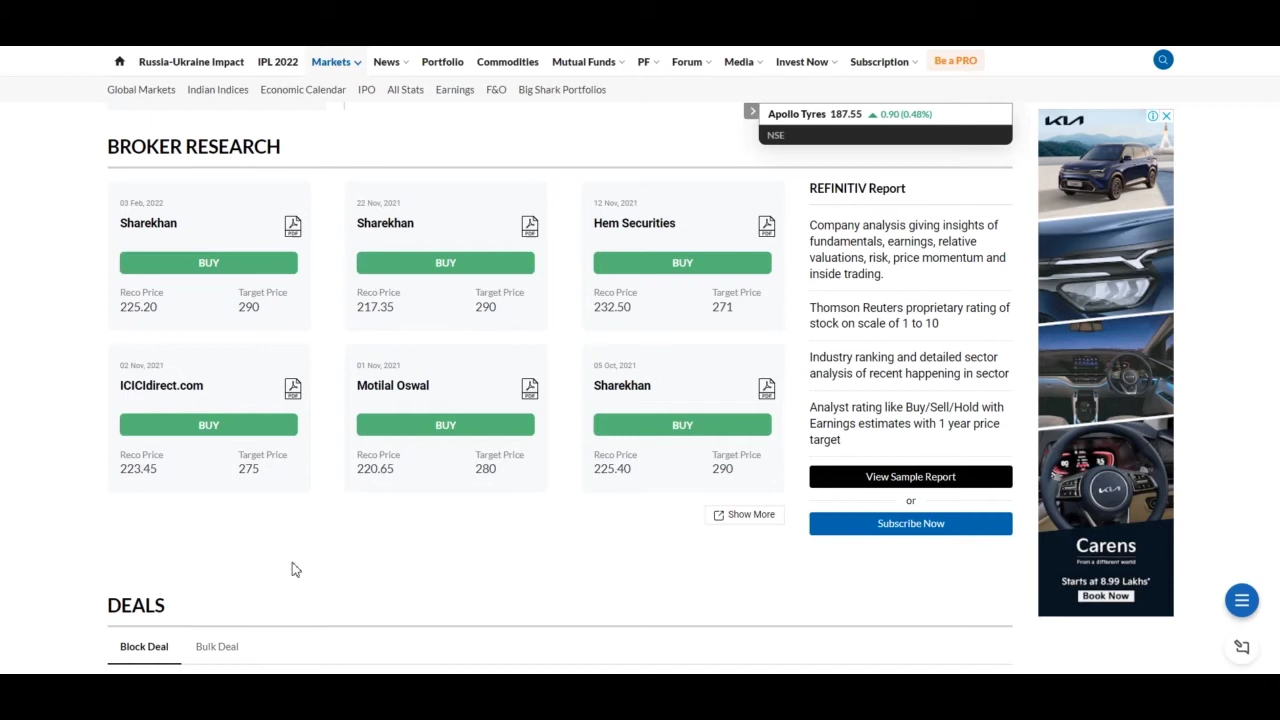 Russia-Ukraine Impact IPL 2022 Markets News Portfolio Commodities Mutual Funds PF Forum Media Invest Now Subscription Be a PRO
Global Markets Indian Indices Economic Calendar IPO All Stats Earnings F&O Big Shark Portfolios
Apollo Tyres 187.55 ▲ 0.90 (0.48%)
NSE
BROKER RESEARCH
03 Feb, 2022
Sharekhan
PDF
BUY
Reco Price Target Price
225.20 290
22 Nov, 2021
Sharekhan
PDF
BUY
Reco Price Target Price
217.35 290
12 Nov, 2021
Hem Securities
PDF
BUY
Reco Price Target Price
232.50 271
02 Nov, 2021
ICICIdirect.com
PDF
BUY
Reco Price Target Price
223.45 275
01 Nov, 2021
Motilal Oswal
PDF
BUY
Reco Price Target Price
220.65 280
05 Oct, 2021
Sharekhan
PDF
BUY
Reco Price Target Price
225.40 290
Show More
REFINITIV Report
Company analysis giving insights of
fundamentals, earnings, relative
valuations, risk, price momentum and
inside trading.
Thomson Reuters proprietary rating of
stock on scale of 1 to 10
Industry ranking and detailed sector
analysis of recent happening in sector
Analyst rating like Buy/Sell/Hold with
Earnings estimates with 1 year price
target
View Sample Report
or
Subscribe Now
KIA
Carens
From a different world
Starts at 8.99 Lakhs*
Book Now
DEALS
Block Deal Bulk Deal